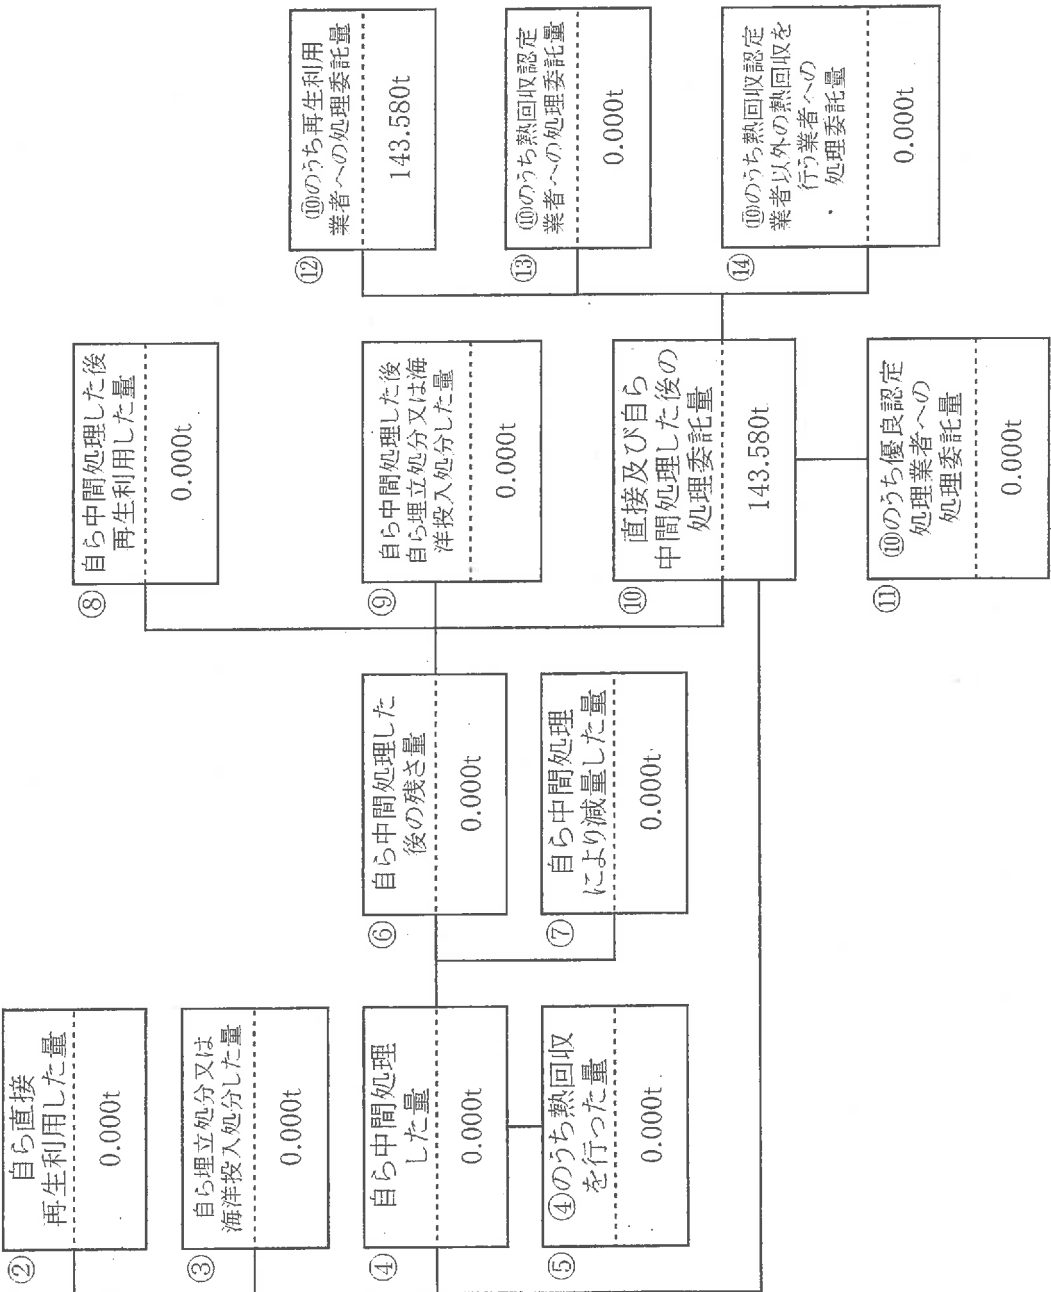 ②
自ら直接
再生利用した量
0.000t
③
自ら埋立処分又は
海洋投入処分した量
0.000t
④
自ら中間処理
した量
0.000t
⑤
④のうち熱回収
を行った量
0.000t
⑥
自ら中間処理した
後の残さ量
0.000t
⑦
自ら中間処理
により減量した量
0.000t
⑧
自ら中間処理した後
再生利用した量
0.000t
⑨
自ら中間処理した後
自ら埋立処分又は海
洋投入処分した量
0.000t
⑩
直接及び自ら
中間処理した後の
処理委託量
143.580t
⑪
⑩のうち優良認定
処理業者への
処理委託量
0.000t
⑫
⑩のうち再生利用
業者への処理委託量
143.580t
⑬
⑩のうち熱回収認定
業者への処理委託量
0.000t
⑭
⑩のうち熱回収認定
業者以外の熱回収を
行う業者への
処理委託量
0.000t